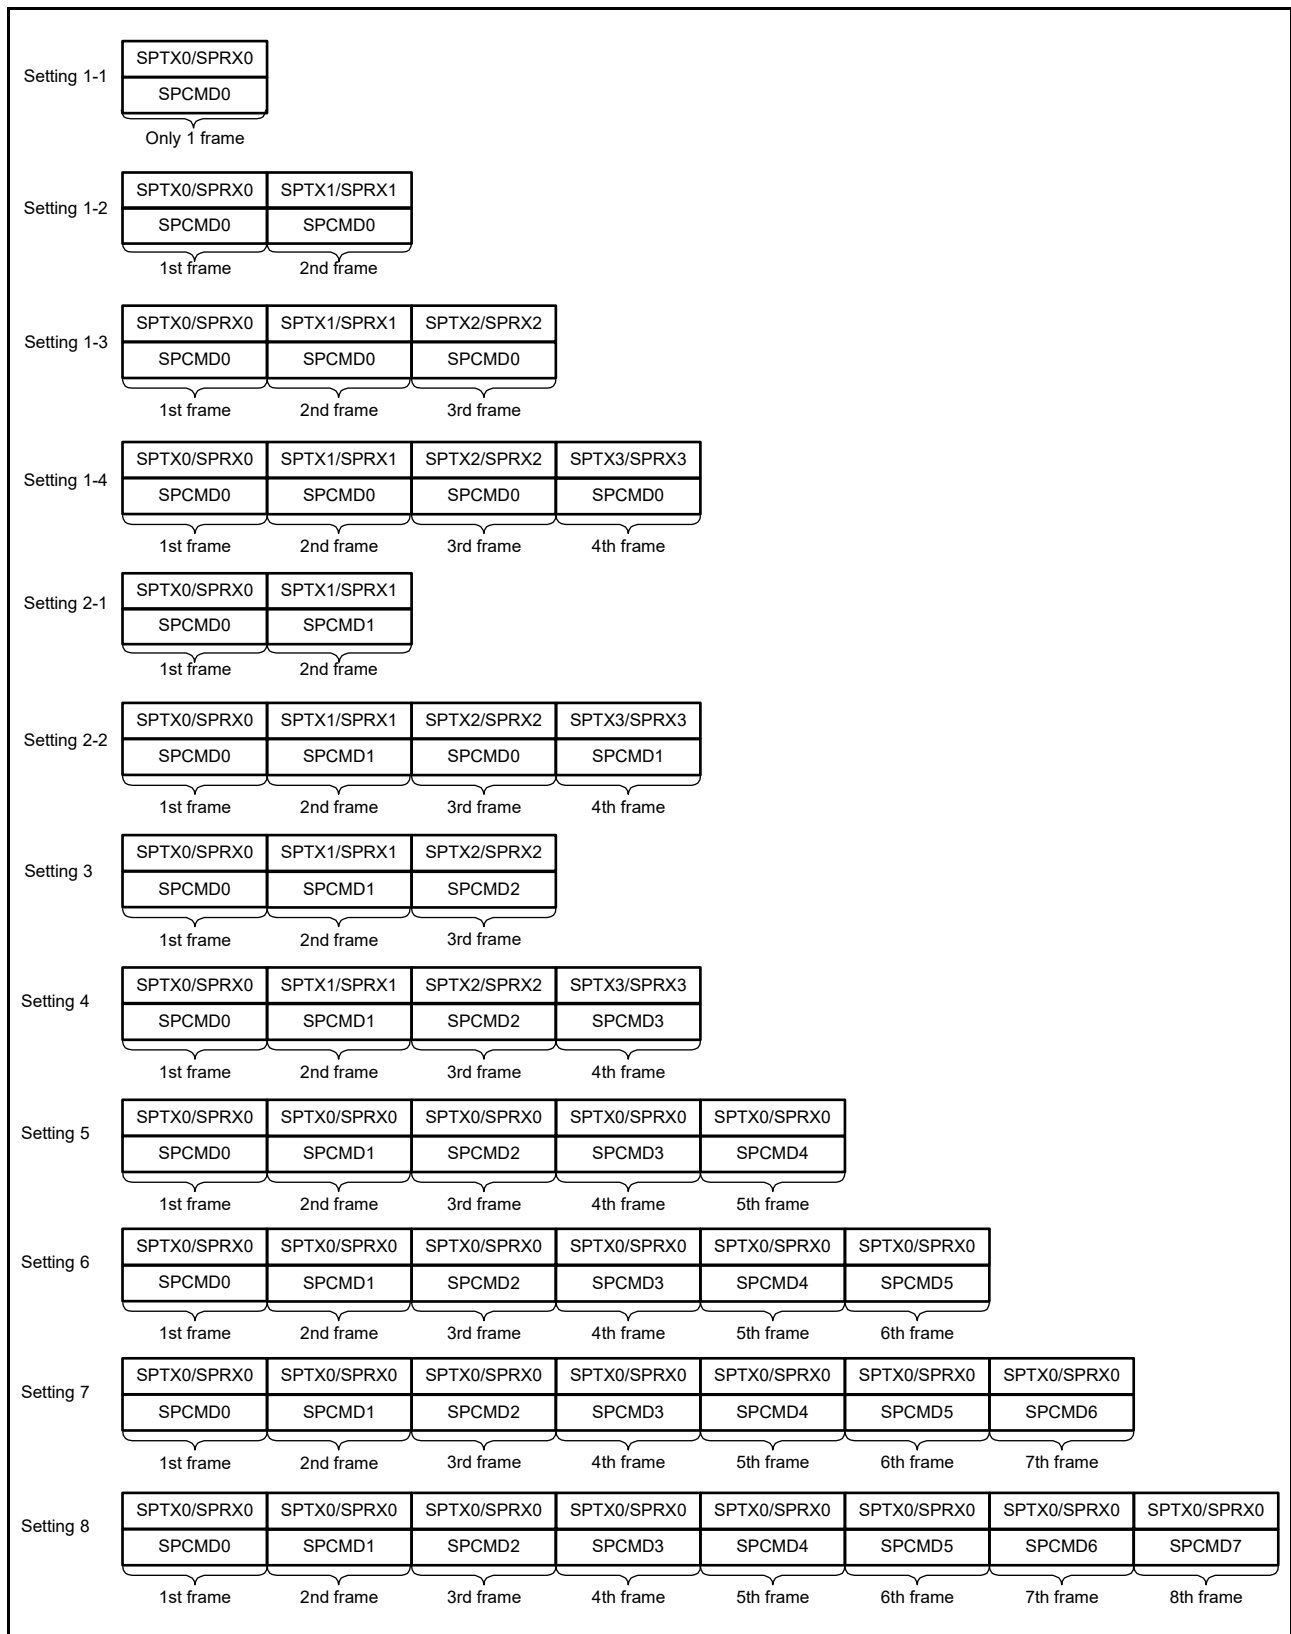 Setting 1-1
SPTX0/SPRX0
SPCMD0
Only 1 frame
Setting 1-2
SPTX0/SPRX0 SPTX1/SPRX1
SPCMD0 SPCMD0
1st frame 2nd frame
Setting 1-3
SPTX0/SPRX0 SPTX1/SPRX1 SPTX2/SPRX2
SPCMD0 SPCMD0 SPCMD0
1st frame 2nd frame 3rd frame
Setting 1-4
SPTX0/SPRX0 SPTX1/SPRX1 SPTX2/SPRX2 SPTX3/SPRX3
SPCMD0 SPCMD0 SPCMD0 SPCMD0
1st frame 2nd frame 3rd frame 4th frame
Setting 2-1
SPTX0/SPRX0 SPTX1/SPRX1
SPCMD0 SPCMD1
1st frame 2nd frame
Setting 2-2
SPTX0/SPRX0 SPTX1/SPRX1 SPTX2/SPRX2 SPTX3/SPRX3
SPCMD0 SPCMD1 SPCMD0 SPCMD1
1st frame 2nd frame 3rd frame 4th frame
Setting 3
SPTX0/SPRX0 SPTX1/SPRX1 SPTX2/SPRX2
SPCMD0 SPCMD1 SPCMD2
1st frame 2nd frame 3rd frame
Setting 4
SPTX0/SPRX0 SPTX1/SPRX1 SPTX2/SPRX2 SPTX3/SPRX3
SPCMD0 SPCMD1 SPCMD2 SPCMD3
1st frame 2nd frame 3rd frame 4th frame
Setting 5
SPTX0/SPRX0 SPTX0/SPRX0 SPTX0/SPRX0 SPTX0/SPRX0 SPTX0/SPRX0
SPCMD0 SPCMD1 SPCMD2 SPCMD3 SPCMD4
1st frame 2nd frame 3rd frame 4th frame 5th frame
Setting 6
SPTX0/SPRX0 SPTX0/SPRX0 SPTX0/SPRX0 SPTX0/SPRX0 SPTX0/SPRX0 SPTX0/SPRX0
SPCMD0 SPCMD1 SPCMD2 SPCMD3 SPCMD4 SPCMD5
1st frame 2nd frame 3rd frame 4th frame 5th frame 6th frame
Setting 7
SPTX0/SPRX0 SPTX0/SPRX0 SPTX0/SPRX0 SPTX0/SPRX0 SPTX0/SPRX0 SPTX0/SPRX0 SPTX0/SPRX0
SPCMD0 SPCMD1 SPCMD2 SPCMD3 SPCMD4 SPCMD5 SPCMD6
1st frame 2nd frame 3rd frame 4th frame 5th frame 6th frame 7th frame
Setting 8
SPTX0/SPRX0 SPTX0/SPRX0 SPTX0/SPRX0 SPTX0/SPRX0 SPTX0/SPRX0 SPTX0/SPRX0 SPTX0/SPRX0 SPTX0/SPRX0
SPCMD0 SPCMD1 SPCMD2 SPCMD3 SPCMD4 SPCMD5 SPCMD6 SPCMD7
1st frame 2nd frame 3rd frame 4th frame 5th frame 6th frame 7th frame 8th frame